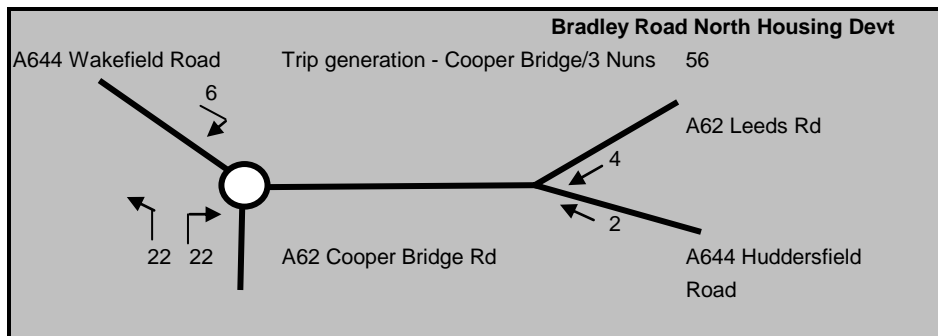 Bradley Road North Housing Devt
A644 Wakefield Road Trip generation - Cooper Bridge/3 Nuns 56
6
A62 Leeds Rd
4
2
22 22 A62 Cooper Bridge Rd A644 Huddersfield
Road